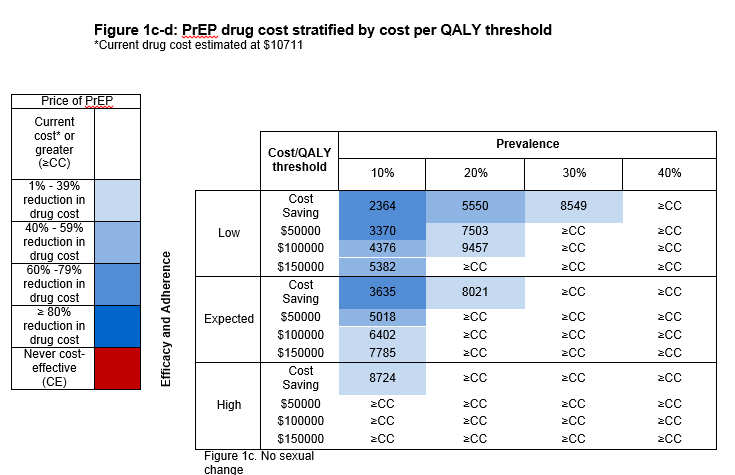 Figure 1c-d: PrEP drug cost stratified by cost per QALY threshold
*Current drug cost estimated at $10711
Price of PrEP
Current
cost* or
greater
(≥CC)
1% - 39%
reduction in
drug cost
40% - 59%
reduction in
drug cost
60% -79%
reduction in
drug cost
≥ 80%
reduction in
drug cost
Never cost-
effective
(CE)
Efficacy and Adherence
Cost/QALY
threshold
Prevalence
10% 20% 30% 40%
Low
Cost
Saving
2364 5550 8549 ≥CC
$50000 3370 7503 ≥CC ≥CC
$100000 4376 9457 ≥CC ≥CC
$150000 5382 ≥CC ≥CC ≥CC
Expected
Cost
Saving
3635 8021 ≥CC ≥CC
$50000 5018 ≥CC ≥CC ≥CC
$100000 6402 ≥CC ≥CC ≥CC
$150000 7785 ≥CC ≥CC ≥CC
High
Cost
Saving
8724 ≥CC ≥CC ≥CC
$50000 ≥CC ≥CC ≥CC ≥CC
$100000 ≥CC ≥CC ≥CC ≥CC
$150000 ≥CC ≥CC ≥CC ≥CC
Figure 1c. No sexual
change